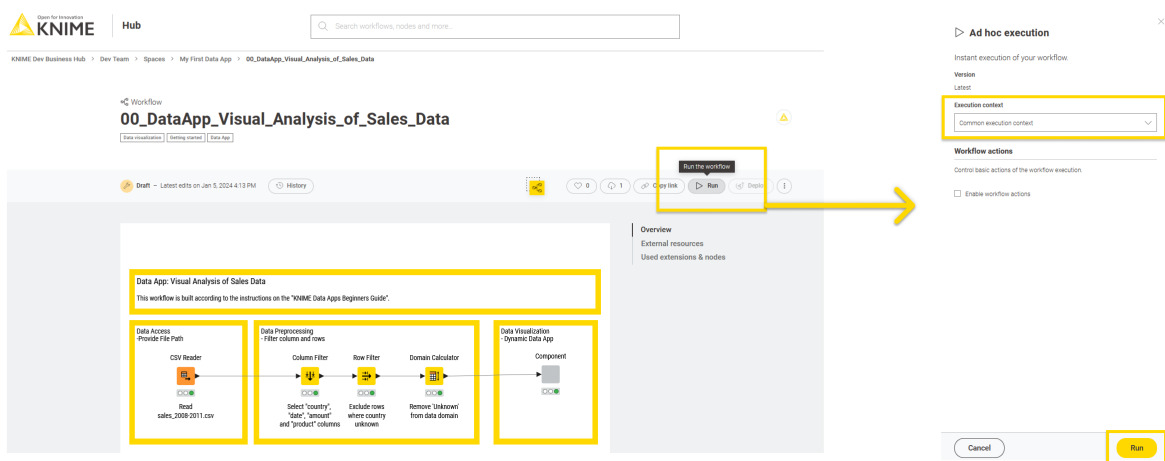 Open for Innovation
KNIME
Hub
Search workflows, nodes and more...
KNIME Dev Business Hub > Dev Team > Spaces > My First Data App > 00_DataApp_Visual_Analysis_of_Sales_Data
Workflow
00_DataApp_Visual_Analysis_of_Sales_Data
Data visualization Getting started Data App
Run the workflow
Draft – Latest edits on Jan 5, 2024 4:13 PM
History
0
1
Copy link
Run
Deploy
Overview
External resources
Used extensions & nodes
Data App: Visual Analysis of Sales Data
This workflow is built according to the instructions on the "KNIME Data Apps Beginners Guide".
Data Access
-Provide File Path
CSV Reader
Read
sales_2008-2011.csv
Data Preprocessing
- Filter column and rows
Column Filter
Select "country",
"date", "amount"
and "product" columns
Row Filter
Exclude rows
where country
unknown
Domain Calculator
Remove 'Unknown'
from data domain
Data Visualization
- Dynamic Data App
Component
Ad hoc execution
Instant execution of your workflow.
Version
Latest
Execution context
Common execution context
Workflow actions
Control basic actions of the workflow execution.
Enable workflow actions
Cancel
Run